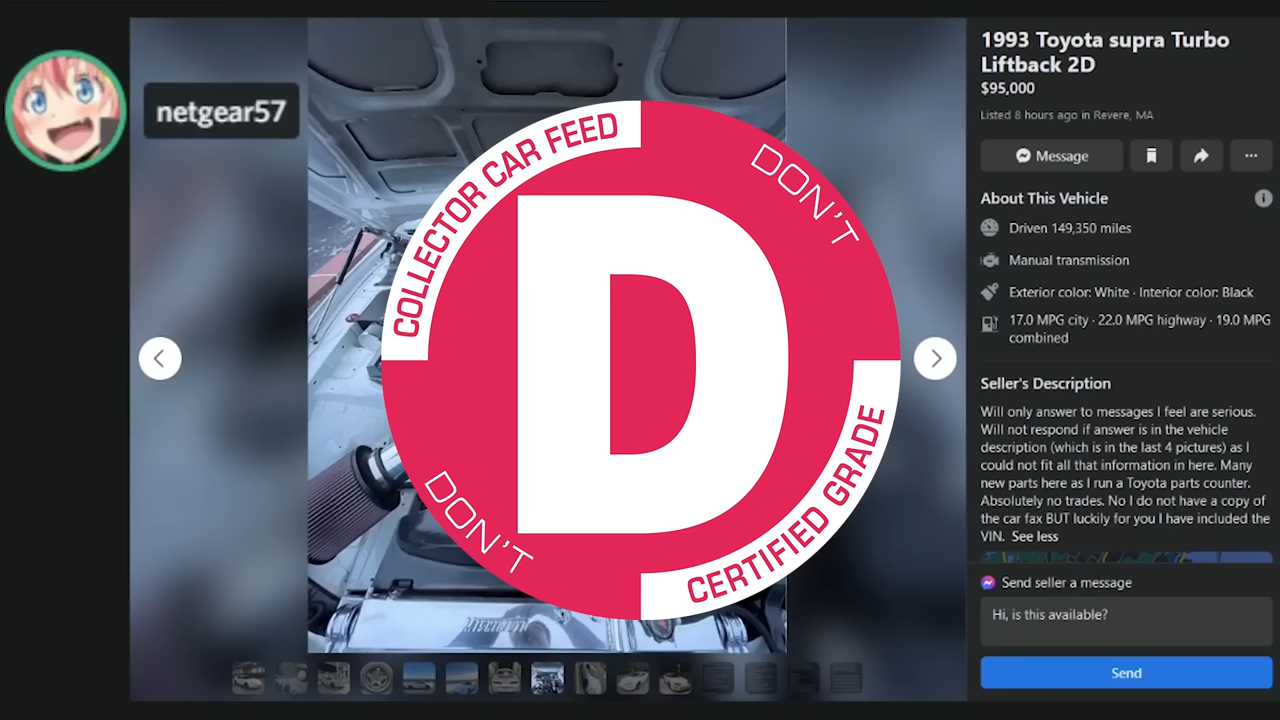 netgear57
COLLECTOR CAR FEED
DON'T
D
DON'T
CERTIFIED GRADE
1993 Toyota supra Turbo
Liftback 2D
$95,000
Listed 8 hours ago in Revere, MA
Message
About This Vehicle
Driven 149,350 miles
Manual transmission
Exterior color: White · Interior color: Black
17.0 MPG city · 22.0 MPG highway · 19.0 MPG
combined
Seller's Description
Will only answer to messages I feel are serious.
Will not respond if answer is in the vehicle
description (which is in the last 4 pictures) as I
could not fit all that information in here. Many
new parts here as I run a Toyota parts counter.
Absolutely no trades. No I do not have a copy of
the car fax BUT luckily for you I have included the
VIN. See less
Send seller a message
Hi, is this available?
Send